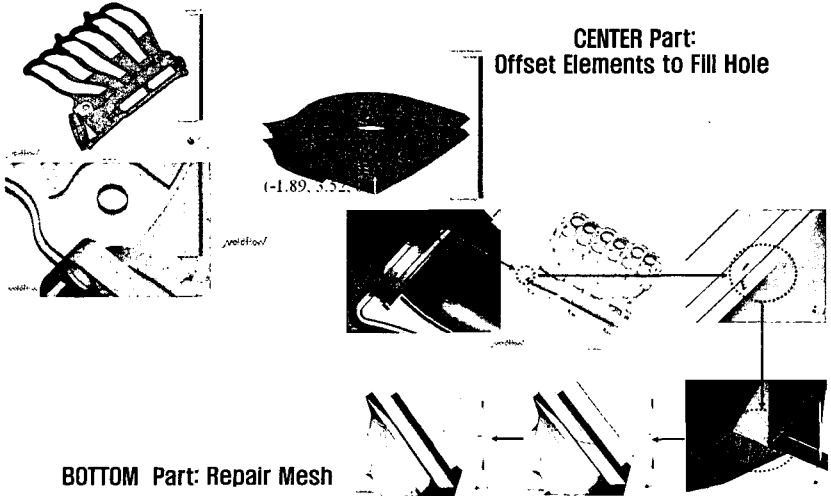 CENTER Part:
Offset Elements to Fill Hole
(-1.89, 3.52,
BOTTOM Part: Repair Mesh